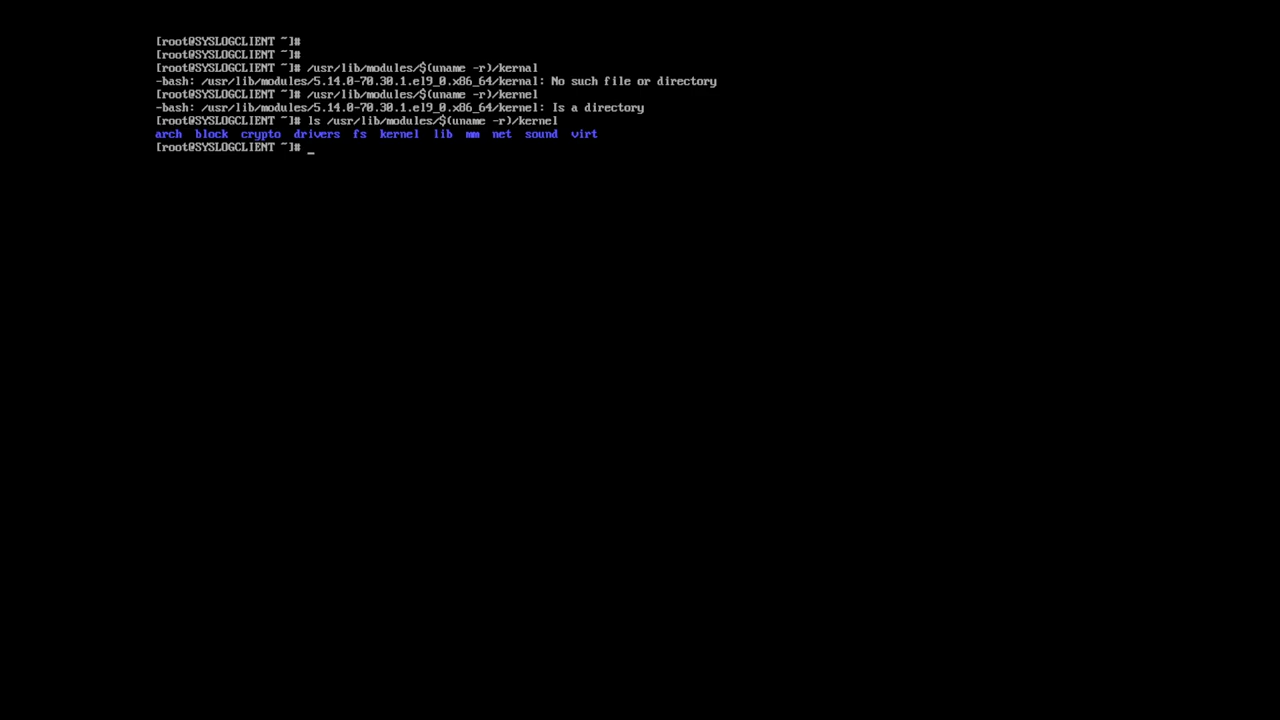 [root@SYSLOGCLIENT ~]#
[root@SYSLOGCLIENT ~]#
[root@SYSLOGCLIENT ~]# /usr/lib/modules/$(uname -r)/kernal
-bash: /usr/lib/modules/5.14.0-70.30.1.el9_0.x86_64/kernal: No such file or directory
[root@SYSLOGCLIENT ~]# /usr/lib/modules/$(uname -r)/kernel
-bash: /usr/lib/modules/5.14.0-70.30.1.el9_0.x86_64/kernel: Is a directory
[root@SYSLOGCLIENT ~]# ls /usr/lib/modules/$(uname -r)/kernel
arch  block  crypto  drivers  fs  kernel  lib  mm  net  sound  virt
[root@SYSLOGCLIENT ~]# _